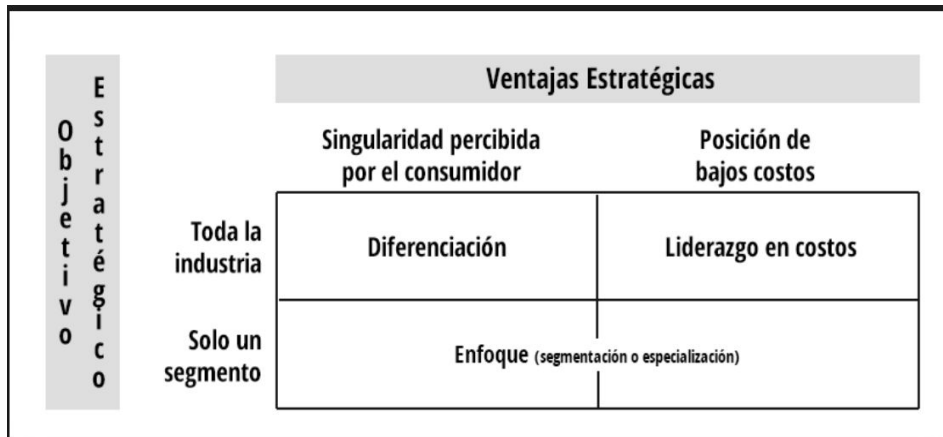 Objetivo
Estratégico
Ventajas Estratégicas
Singularidad percibida
por el consumidor
Posición de
bajos costos
Toda la
industria
Diferenciación
Liderazgo en costos
Solo un
segmento
Enfoque (segmentación o especialización)